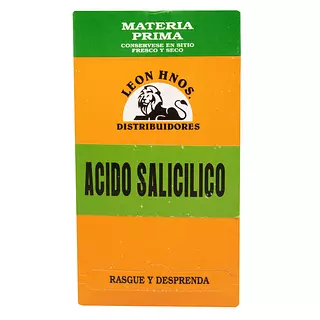 MATERIA
PRIMA
CONSERVESE EN SITIO
FRESCO Y SECO
LEON HNOS.
DISTRIBUIDORES
ACIDO SALICILICO
RASGUE Y DESPRENDA